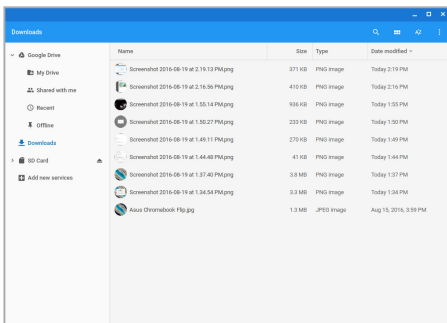 Downloads
Google Drive
My Drive
Shared with me
Recent
Offline
Downloads
SD Card
Add new services
Name Size Type Date modified
Screenshot 2016-08-19 at 2.19.13 PM.png 371 KB PNG image Today 2:19 PM
Screenshot 2016-08-19 at 2.16.56 PM.png 410 KB PNG image Today 2:16 PM
Screenshot 2016-08-19 at 1.55.14 PM.png 936 KB PNG image Today 1:55 PM
Screenshot 2016-08-19 at 1.50.27 PM.png 233 KB PNG image Today 1:50 PM
Screenshot 2016-08-19 at 1.49.11 PM.png 270 KB PNG image Today 1:49 PM
Screenshot 2016-08-19 at 1.44.48 PM.png 41 KB PNG image Today 1:44 PM
Screenshot 2016-08-19 at 1.37.40 PM.png 3.8 MB PNG image Today 1:37 PM
Screenshot 2016-08-19 at 1.34.54 PM.png 3.3 MB PNG image Today 1:34 PM
Asus Chromebook Flip.jpg 1.3 MB JPEG image Aug 15, 2016, 3:59 PM